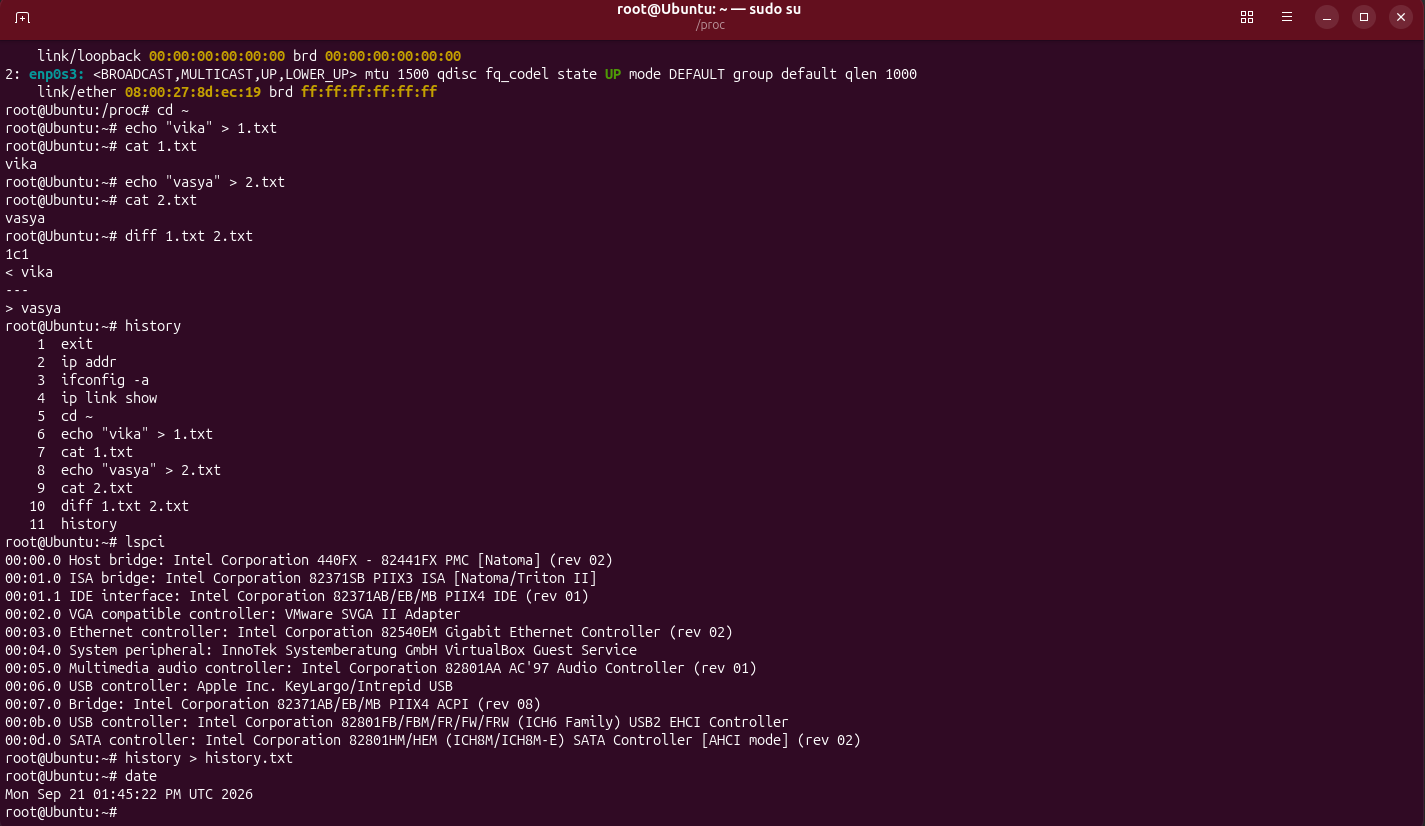 root@Ubuntu: ~ — sudo su
/proc
    link/loopback 00:00:00:00:00:00 brd 00:00:00:00:00:00
2: enp0s3: <BROADCAST,MULTICAST,UP,LOWER_UP> mtu 1500 qdisc fq_codel state UP mode DEFAULT group default qlen 1000
    link/ether 08:00:27:8d:ec:19 brd ff:ff:ff:ff:ff:ff
root@Ubuntu:/proc# cd ~
root@Ubuntu:~# echo "vika" > 1.txt
root@Ubuntu:~# cat 1.txt
vika
root@Ubuntu:~# echo "vasya" > 2.txt
root@Ubuntu:~# cat 2.txt
vasya
root@Ubuntu:~# diff 1.txt 2.txt
1c1
< vika
---
> vasya
root@Ubuntu:~# history
    1  exit
    2  ip addr
    3  ifconfig -a
    4  ip link show
    5  cd ~
    6  echo "vika" > 1.txt
    7  cat 1.txt
    8  echo "vasya" > 2.txt
    9  cat 2.txt
   10  diff 1.txt 2.txt
   11  history
root@Ubuntu:~# lspci
00:00.0 Host bridge: Intel Corporation 440FX - 82441FX PMC [Natoma] (rev 02)
00:01.0 ISA bridge: Intel Corporation 82371SB PIIX3 ISA [Natoma/Triton II]
00:01.1 IDE interface: Intel Corporation 82371AB/EB/MB PIIX4 IDE (rev 01)
00:02.0 VGA compatible controller: VMware SVGA II Adapter
00:03.0 Ethernet controller: Intel Corporation 82540EM Gigabit Ethernet Controller (rev 02)
00:04.0 System peripheral: InnoTek Systemberatung GmbH VirtualBox Guest Service
00:05.0 Multimedia audio controller: Intel Corporation 82801AA AC'97 Audio Controller (rev 01)
00:06.0 USB controller: Apple Inc. KeyLargo/Intrepid USB
00:07.0 Bridge: Intel Corporation 82371AB/EB/MB PIIX4 ACPI (rev 08)
00:0b.0 USB controller: Intel Corporation 82801FB/FBM/FR/FW/FRW (ICH6 Family) USB2 EHCI Controller
00:0d.0 SATA controller: Intel Corporation 82801HM/HEM (ICH8M/ICH8M-E) SATA Controller [AHCI mode] (rev 02)
root@Ubuntu:~# history > history.txt
root@Ubuntu:~# date
Mon Sep 21 01:45:22 PM UTC 2026
root@Ubuntu:~#